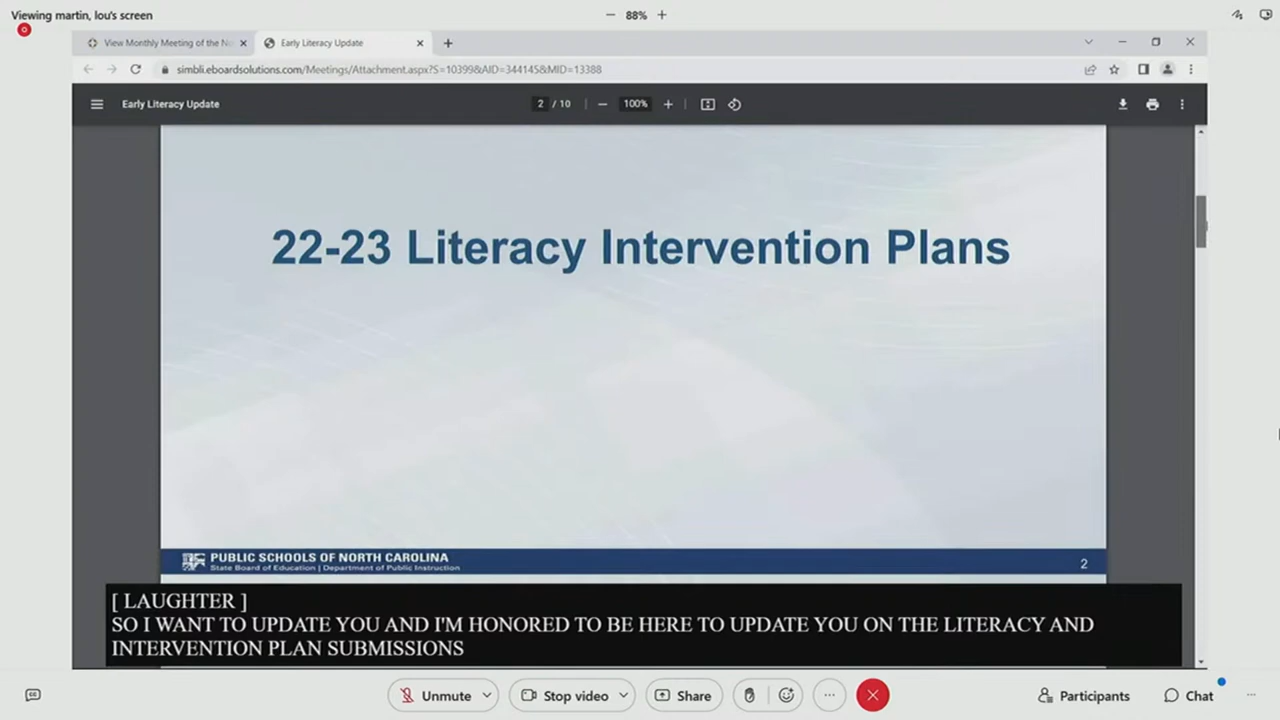 Viewing martin, lou's screen
88%
View Monthly Meeting of the No
Early Literacy Update
simbli.eboardsolutions.com/Meetings/Attachment.aspx?S=10399&AID=344145&MID=13388
Early Literacy Update
2 / 10
100%
22-23 Literacy Intervention Plans
PUBLIC SCHOOLS OF NORTH CAROLINA
State Board of Education | Department of Public Instruction
2
[ LAUGHTER ]
SO I WANT TO UPDATE YOU AND I'M HONORED TO BE HERE TO UPDATE YOU ON THE LITERACY AND
INTERVENTION PLAN SUBMISSIONS
Unmute
Stop video
Share
Participants
Chat